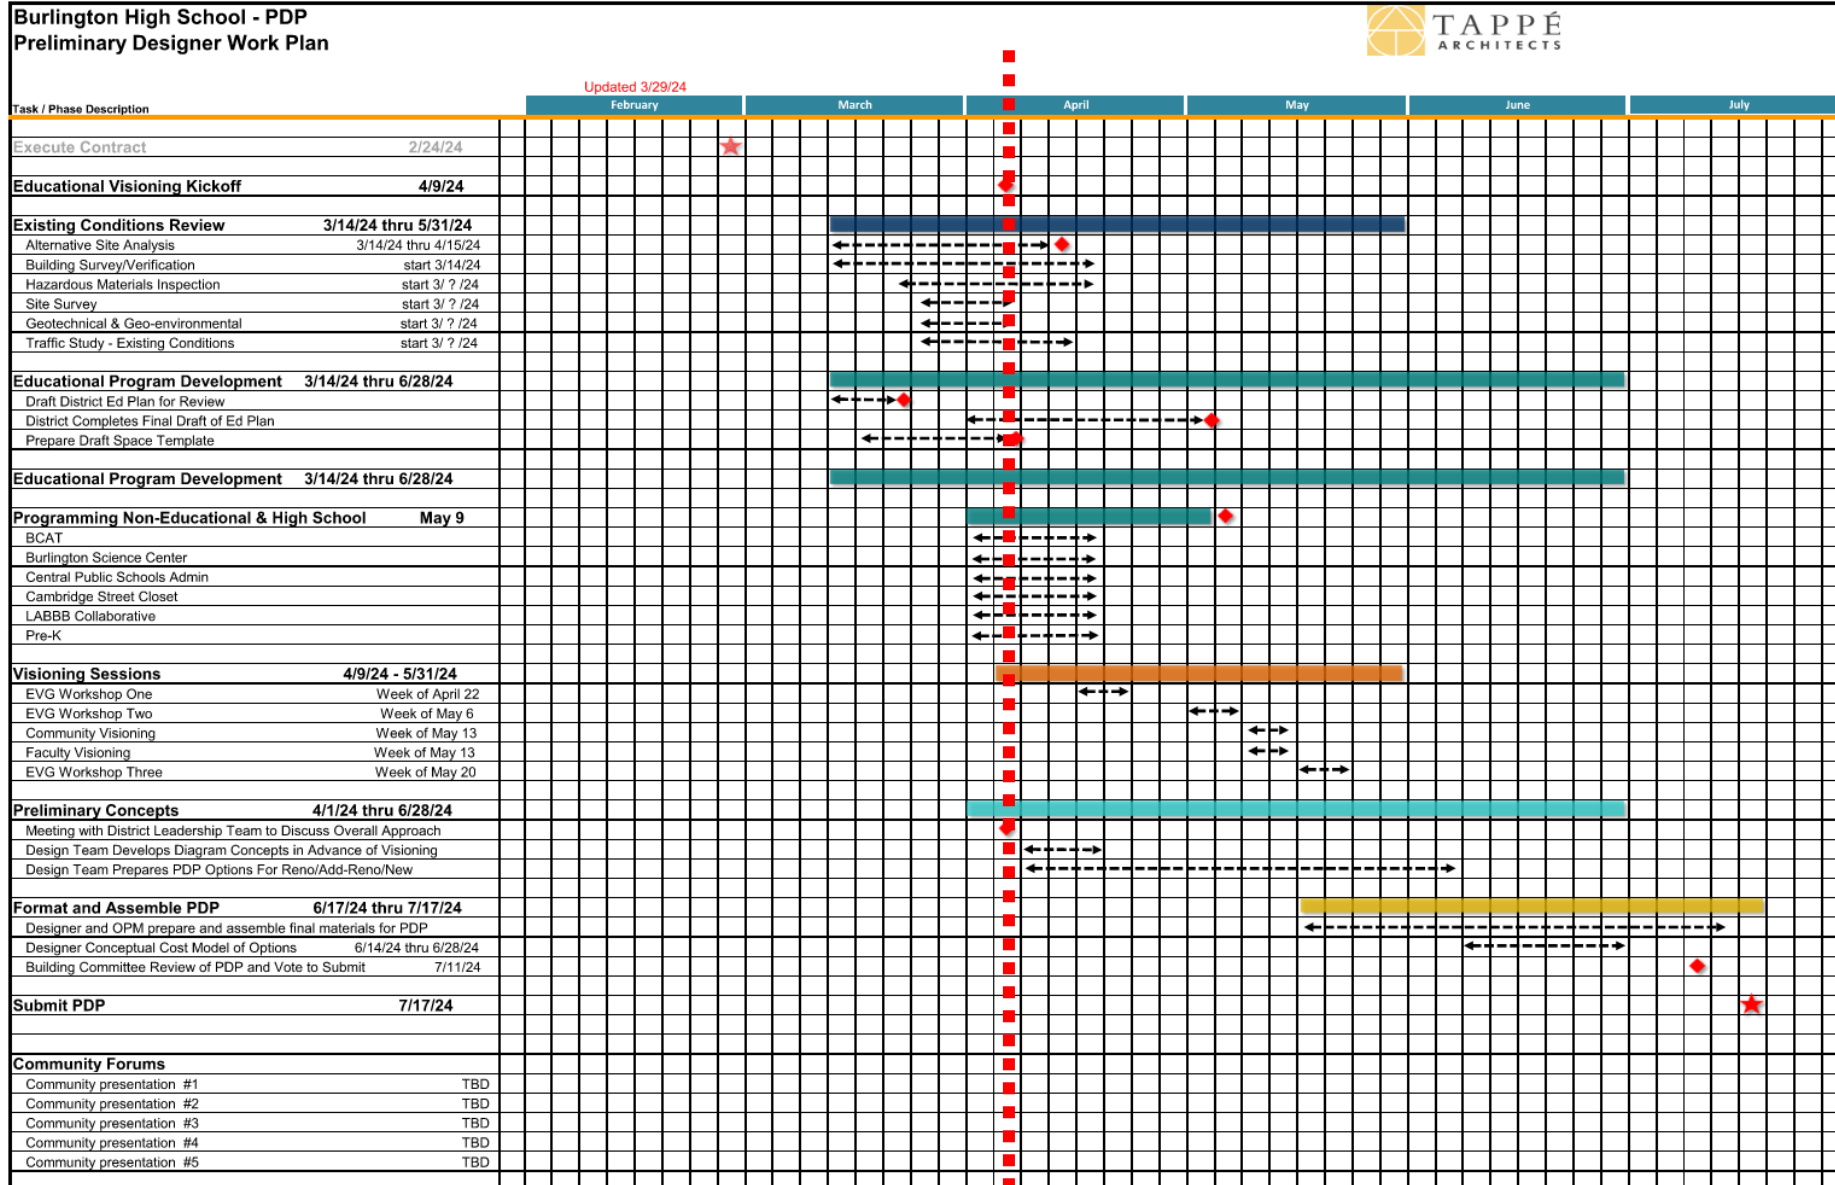 Burlington High School - PDP
Preliminary Designer Work Plan
TAPPÉ
ARCHITECTS
Updated 3/29/24
Task / Phase Description February March April May June July
Execute Contract 2/24/24
Educational Visioning Kickoff 4/9/24
Existing Conditions Review 3/14/24 thru 5/31/24
Alternative Site Analysis 3/14/24 thru 4/15/24
Building Survey/Verification start 3/14/24
Hazardous Materials Inspection start 3/ ? /24
Site Survey start 3/ ? /24
Geotechnical & Geo-environmental start 3/ ? /24
Traffic Study - Existing Conditions start 3/ ? /24
Educational Program Development 3/14/24 thru 6/28/24
Draft District Ed Plan for Review
District Completes Final Draft of Ed Plan
Prepare Draft Space Template
Educational Program Development 3/14/24 thru 6/28/24
Programming Non-Educational & High School May 9
BCAT
Burlington Science Center
Central Public Schools Admin
Cambridge Street Closet
LABBB Collaborative
Pre-K
Visioning Sessions 4/9/24 - 5/31/24
EVG Workshop One Week of April 22
EVG Workshop Two Week of May 6
Community Visioning Week of May 13
Faculty Visioning Week of May 13
EVG Workshop Three Week of May 20
Preliminary Concepts 4/1/24 thru 6/28/24
Meeting with District Leadership Team to Discuss Overall Approach
Design Team Develops Diagram Concepts in Advance of Visioning
Design Team Prepares PDP Options For Reno/Add-Reno/New
Format and Assemble PDP 6/17/24 thru 7/17/24
Designer and OPM prepare and assemble final materials for PDP
Designer Conceptual Cost Model of Options 6/14/24 thru 6/28/24
Building Committee Review of PDP and Vote to Submit 7/11/24
Submit PDP 7/17/24
Community Forums
Community presentation #1 TBD
Community presentation #2 TBD
Community presentation #3 TBD
Community presentation #4 TBD
Community presentation #5 TBD